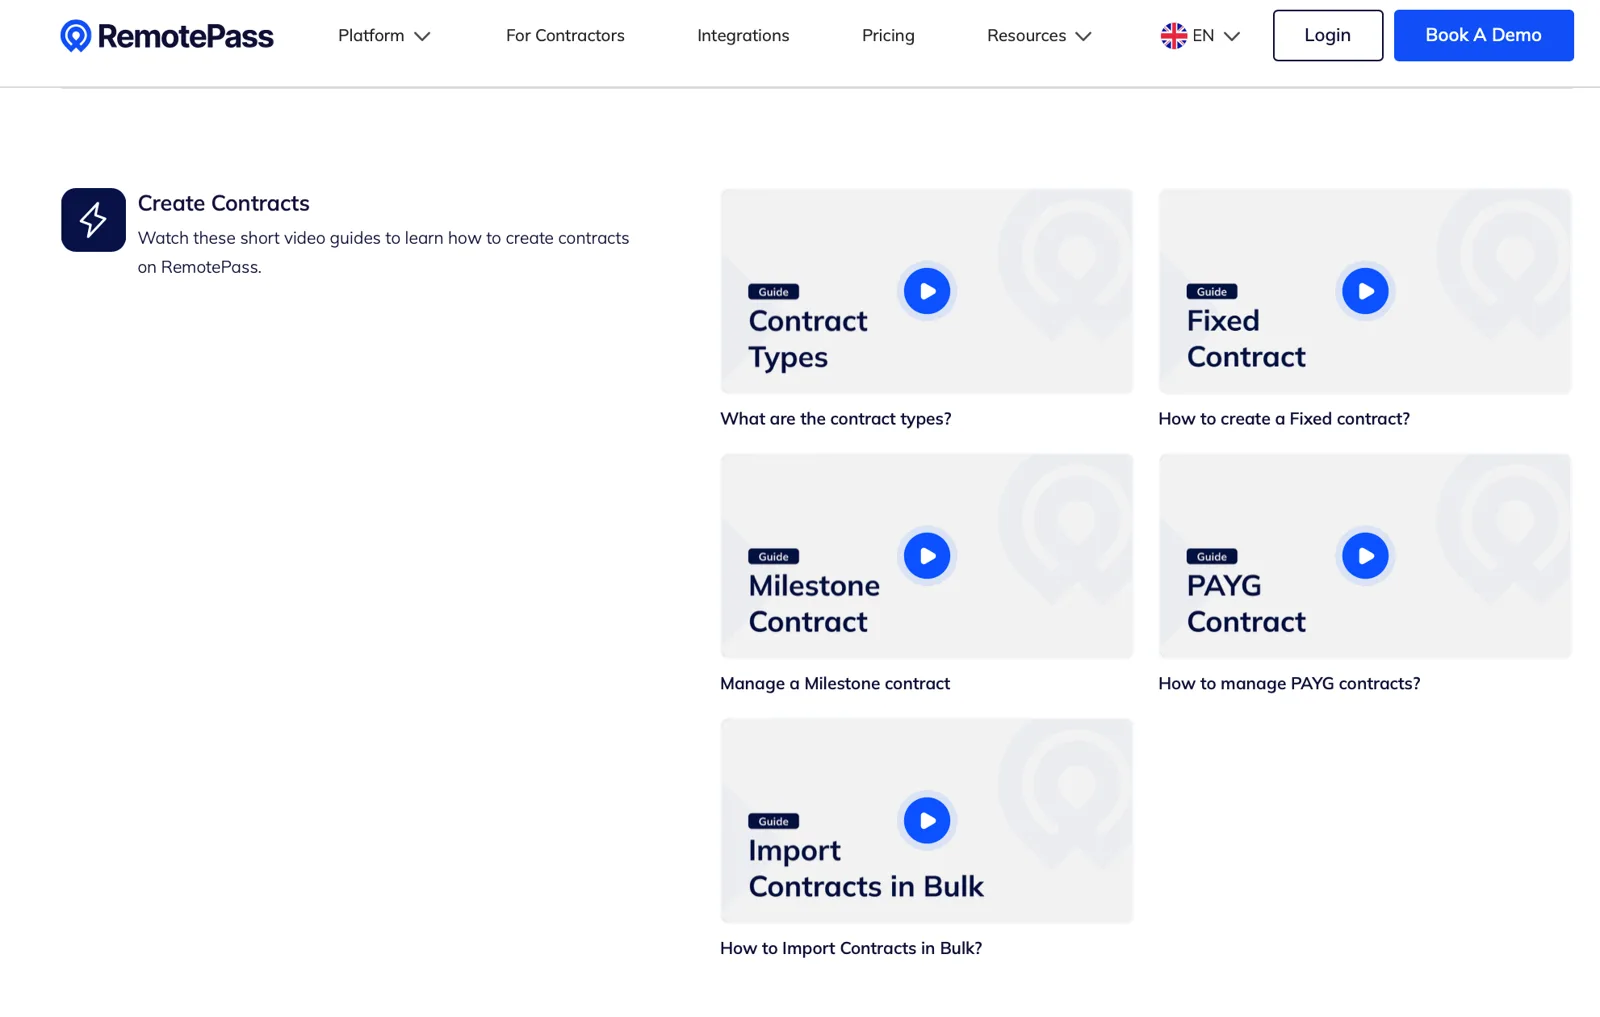 RemotePass
Platform
For Contractors
Integrations
Pricing
Resources
EN
Login
Book A Demo
Create Contracts
Watch these short video guides to learn how to create contracts
on RemotePass.
Guide
Contract
Types
What are the contract types?
Guide
Fixed
Contract
How to create a Fixed contract?
Guide
Milestone
Contract
Manage a Milestone contract
Guide
PAYG
Contract
How to manage PAYG contracts?
Guide
Import
Contracts in Bulk
How to Import Contracts in Bulk?